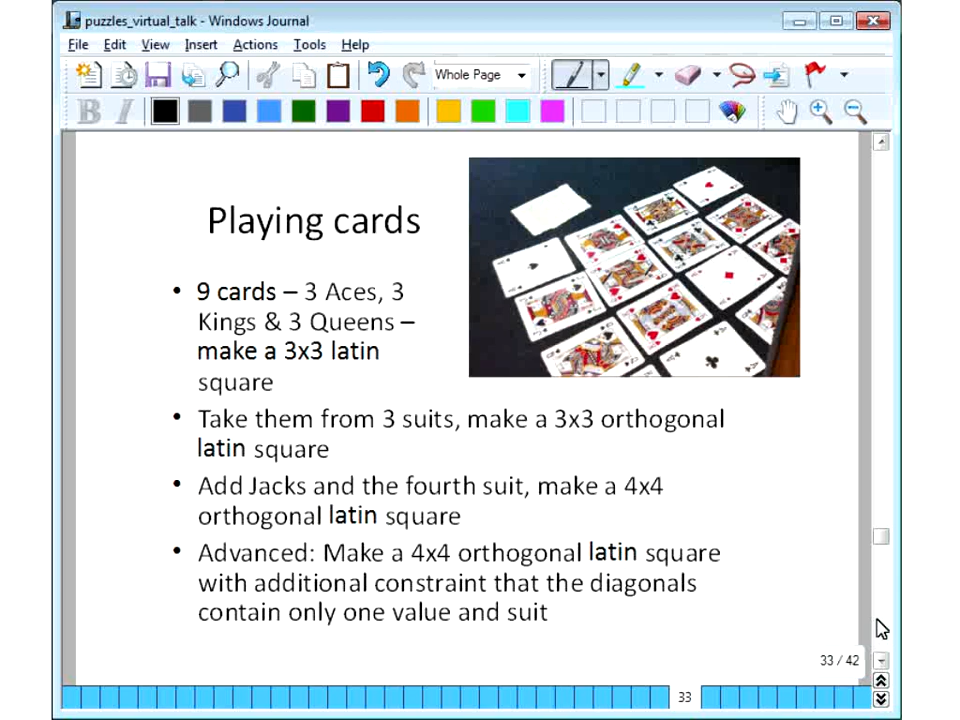 puzzles_virtual_talk - Windows Journal
File Edit View Insert Actions Tools Help
Whole Page
B I
Playing cards
• 9 cards – 3 Aces, 3
Kings & 3 Queens –
make a 3x3 latin
square
• Take them from 3 suits, make a 3x3 orthogonal
latin square
• Add Jacks and the fourth suit, make a 4x4
orthogonal latin square
• Advanced: Make a 4x4 orthogonal latin square
with additional constraint that the diagonals
contain only one value and suit
33 / 42
33